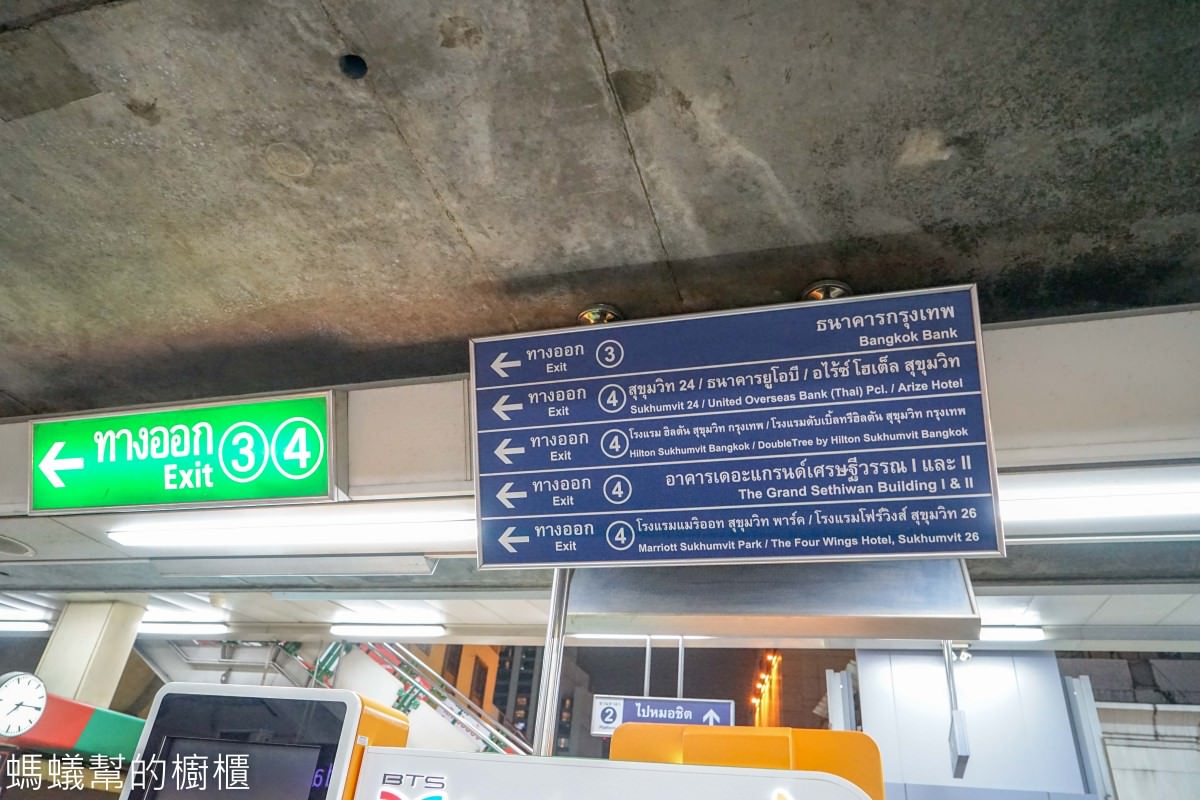 ทางออก
Exit
3 4
ทางออก
Exit
3
ธนาคารกรุงเทพ
Bangkok Bank
ทางออก
Exit
4
สุขุมวิท 24 / ธนาคารยูโอบี / อไร้ซ์ โฮเต็ล สุขุมวิท
Sukhumvit 24 / United Overseas Bank (Thai) Pcl. / Arize Hotel
ทางออก
Exit
4
โรงแรม ฮิลตัน สุขุมวิท กรุงเทพ / โรงแรมดับเบิ้ลทรีฮิลตัน สุขุมวิท กรุงเทพ
Hilton Sukhumvit Bangkok / DoubleTree by Hilton Sukhumvit Bangkok
ทางออก
Exit
4
อาคารเดอะแกรนด์เศรษฐีวรรณ I และ II
The Grand Sethiwan Building I & II
ทางออก
Exit
4
โรงแรมแมริออท สุขุมวิท พาร์ค / โรงแรมโฟร์วิงส์ สุขุมวิท 26
Marriott Sukhumvit Park / The Four Wings Hotel, Sukhumvit 26
ชานชาลา
2
ไปหมอชิต
BTS
螞蟻幫的櫥櫃